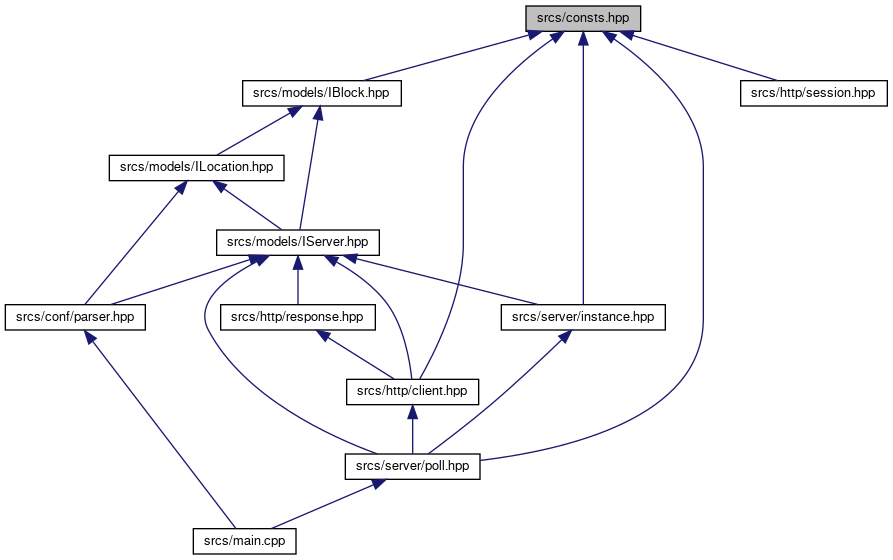 srcs/consts.hpp
srcs/models/IBlock.hpp
srcs/http/session.hpp
srcs/models/ILocation.hpp
srcs/models/IServer.hpp
srcs/conf/parser.hpp
srcs/http/response.hpp
srcs/server/instance.hpp
srcs/http/client.hpp
srcs/server/poll.hpp
srcs/main.cpp